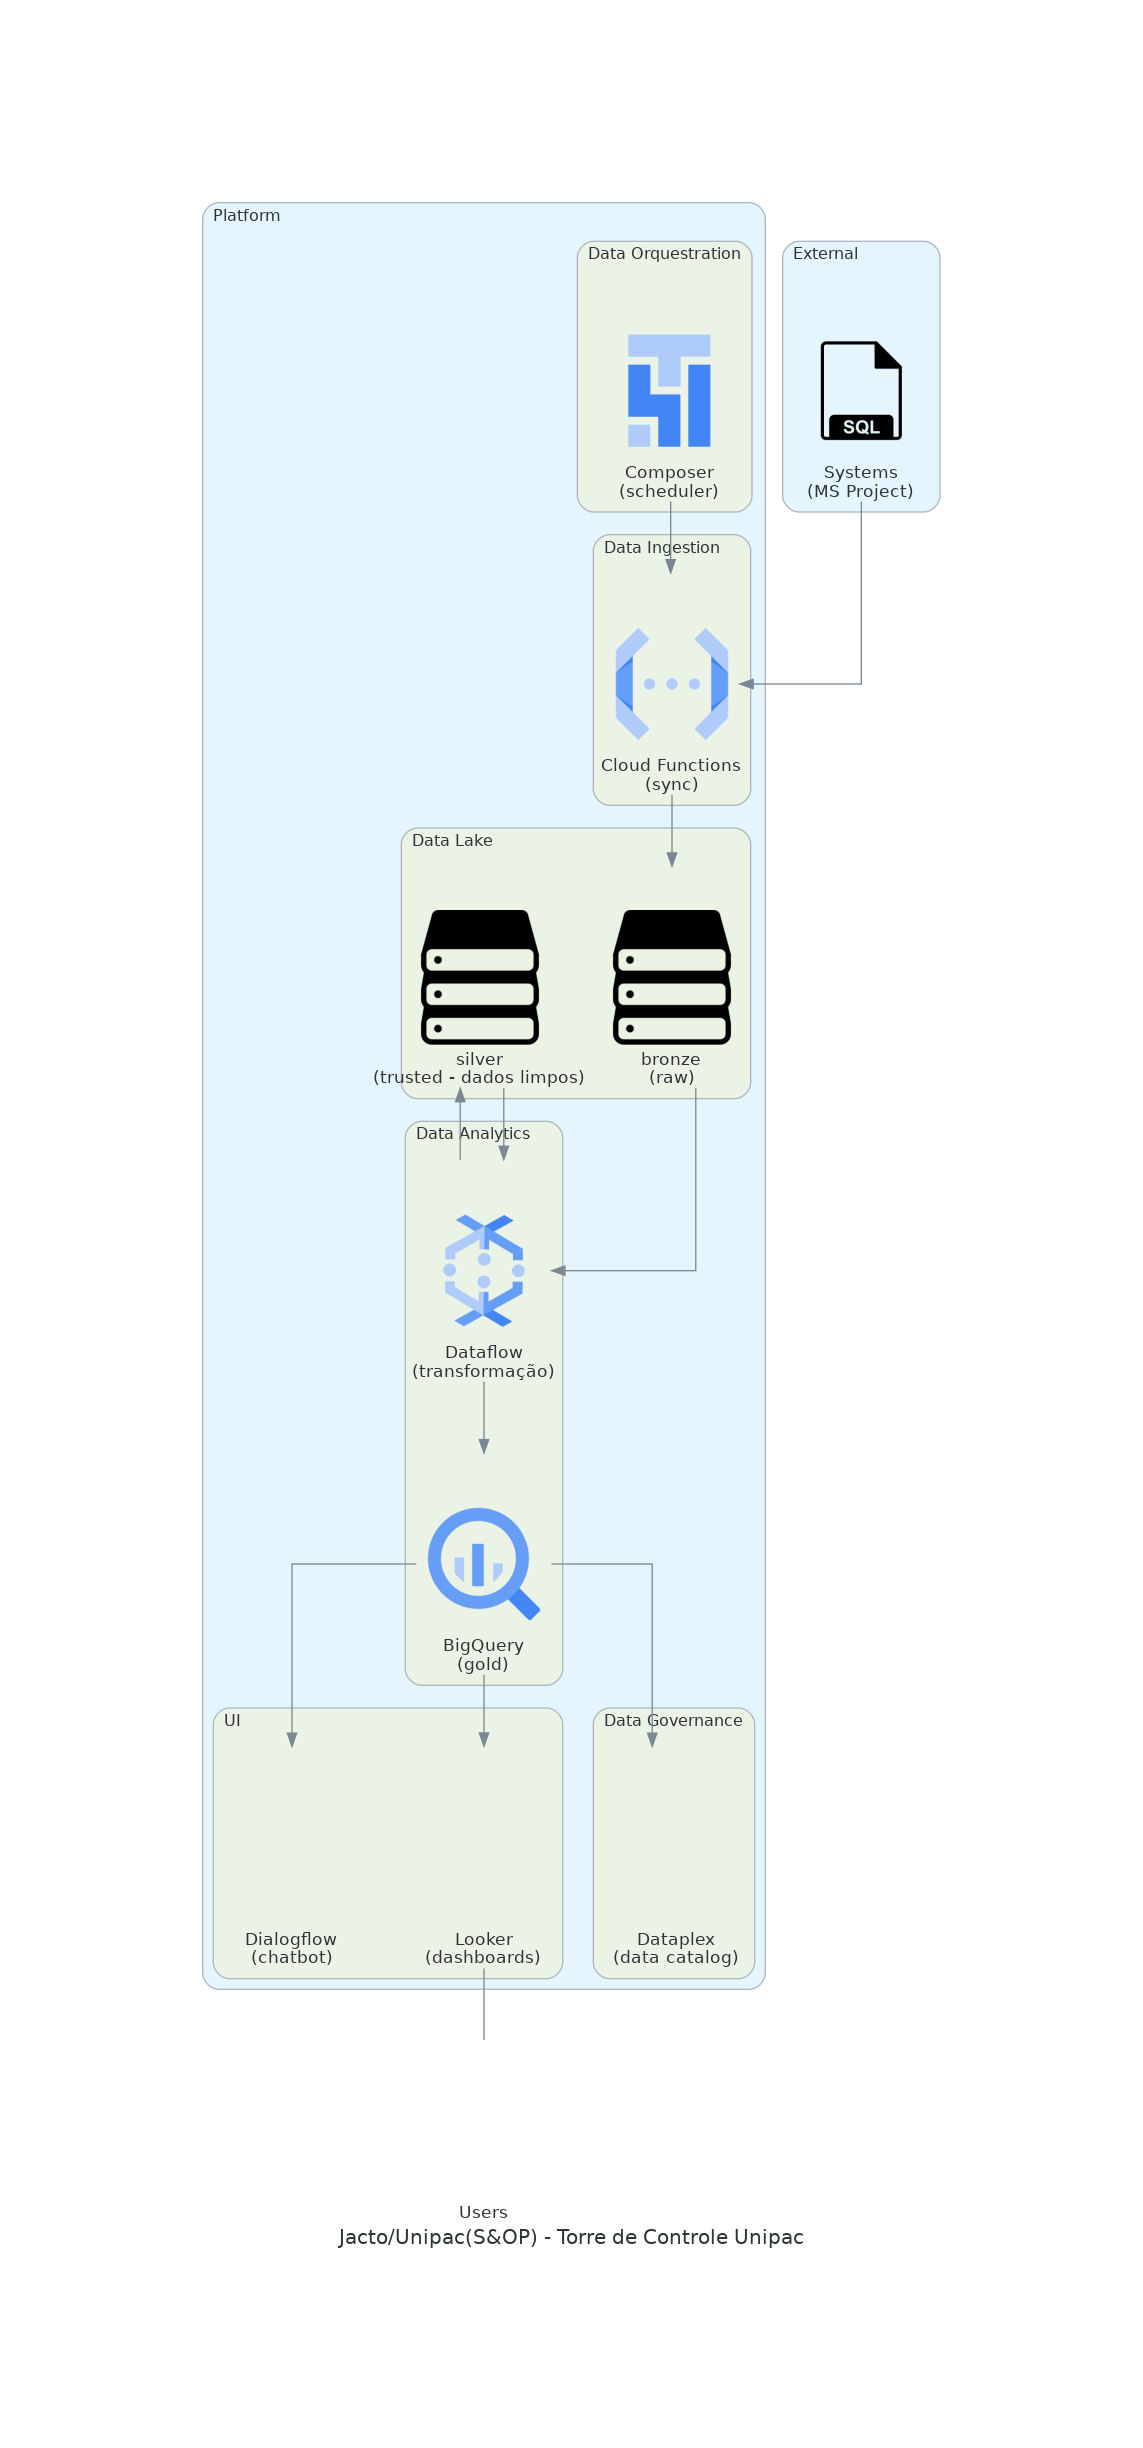 Platform
Data Orquestration
External
SQL
Composer
(scheduler)
Systems
(MS Project)
Data Ingestion
Cloud Functions
(sync)
Data Lake
silver
(trusted - dados limpos)
bronze
(raw)
Data Analytics
Dataflow
(transformação)
BigQuery
(gold)
UI
Data Governance
Dialogflow
(chatbot)
Looker
(dashboards)
Dataplex
(data catalog)
Users
Jacto/Unipac(S&OP) - Torre de Controle Unipac